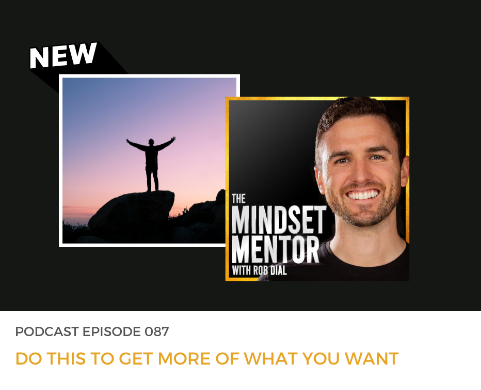 NEW
THE
MINDSET
MENTOR
WITH ROB DIAL
PODCAST EPISODE 087
DO THIS TO GET MORE OF WHAT YOU WANT